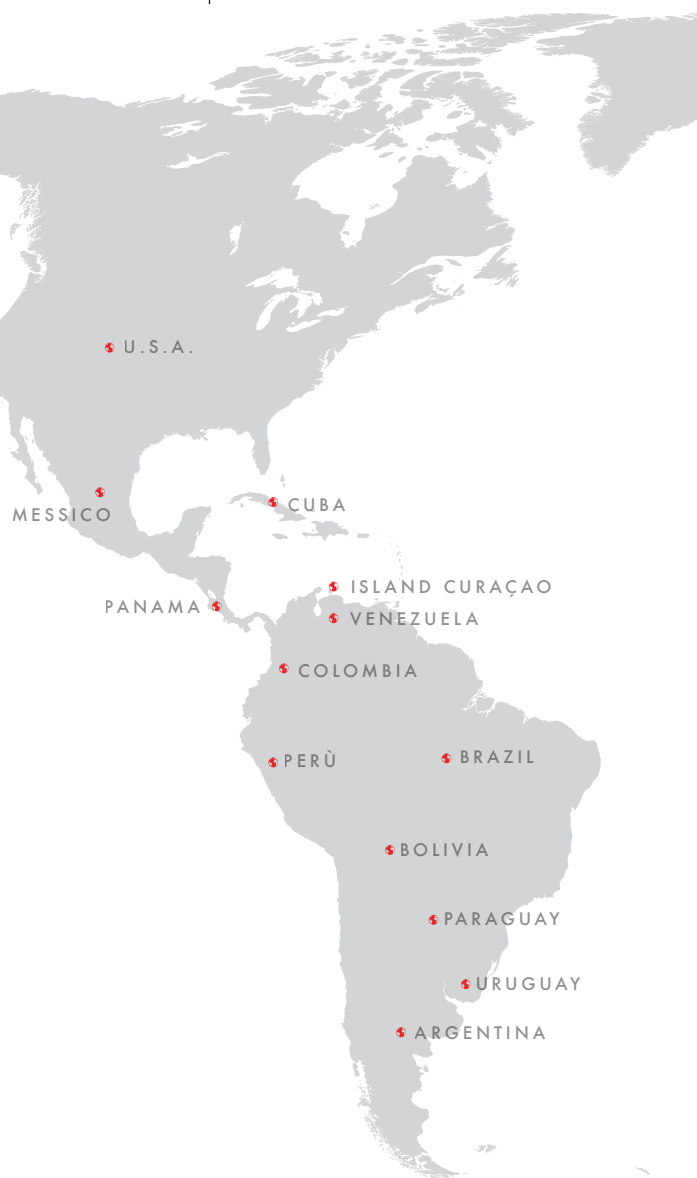 U.S.A.
MESSICO
CUBA
ISLAND CURAÇAO
PANAMA
VENEZUELA
COLOMBIA
PERÙ
BRAZIL
BOLIVIA
PARAGUAY
URUGUAY
ARGENTINA